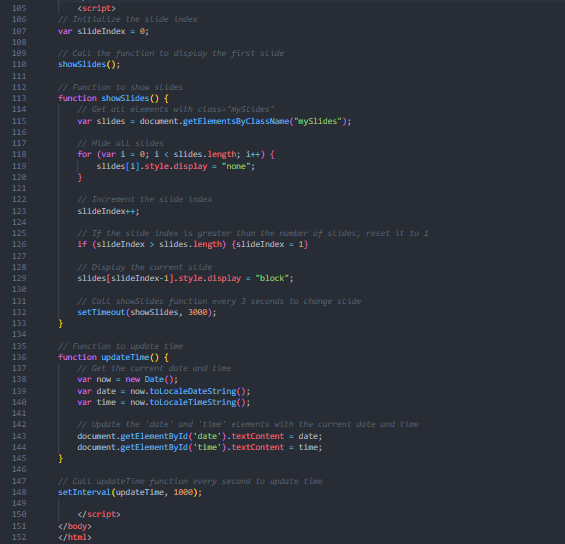 105 <script>
106 // Initialize the slide index
107 var slideIndex = 0;
108
109 // Call the function to display the first slide
110 showSlides();
111
112 // Function to show slides
113 function showSlides() {
114 // Get all elements with class="mySlides"
115 var slides = document.getElementsByClassName("mySlides");
116
117 // Hide all slides
118 for (var i = 0; i < slides.length; i++) {
119 slides[i].style.display = "none";
120 }
121
122 // Increment the slide index
123 slideIndex++;
124
125 // If the slide index is greater than the number of slides, reset it to 1
126 if (slideIndex > slides.length) {slideIndex = 1}
127
128 // Display the current slide
129 slides[slideIndex-1].style.display = "block";
130
131 // Call showSlides function every 3 seconds to change slide
132 setTimeout(showSlides, 3000);
133 }
134
135 // Function to update time
136 function updateTime() {
137 // Get the current date and time
138 var now = new Date();
139 var date = now.toLocaleDateString();
140 var time = now.toLocaleTimeString();
141
142 // Update the 'date' and 'time' elements with the current date and time
143 document.getElementById('date').textContent = date;
144 document.getElementById('time').textContent = time;
145 }
146
147 // Call updateTime function every second to update time
148 setInterval(updateTime, 1000);
149
150 </script>
151 </body>
152 </html>